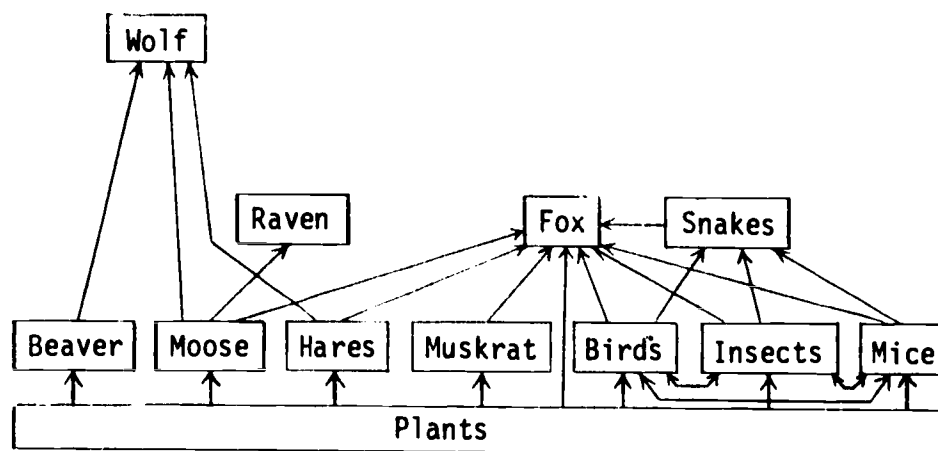 Wolf
Raven
Fox
Snakes
Beaver
Moose
Hares
Muskrat
Birds
Insects
Mice
Plants